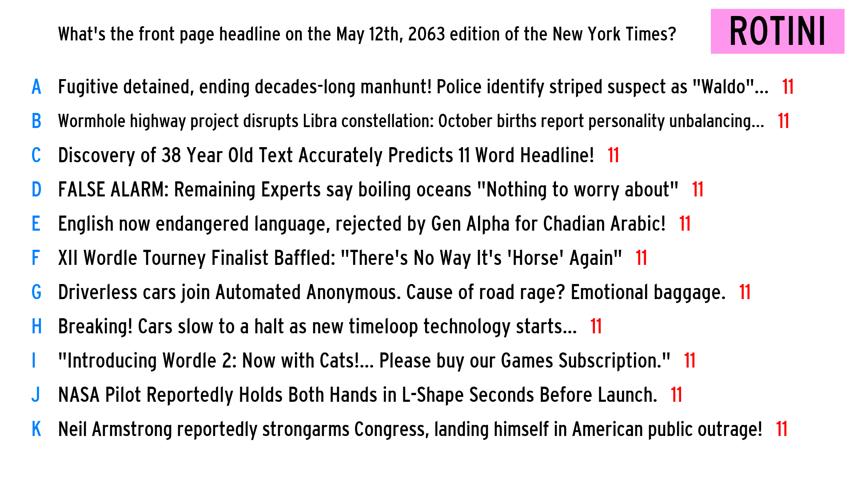 What's the front page headline on the May 12th, 2063 edition of the New York Times?
ROTINI
A Fugitive detained, ending decades-long manhunt! Police identify striped suspect as "Waldo"... 11
B Wormhole highway project disrupts Libra constellation: October births report personality unbalancing... 11
C Discovery of 38 Year Old Text Accurately Predicts 11 Word Headline! 11
D FALSE ALARM: Remaining Experts say boiling oceans "Nothing to worry about" 11
E English now endangered language, rejected by Gen Alpha for Chadian Arabic! 11
F XII Wordle Tourney Finalist Baffled: "There's No Way It's 'Horse' Again" 11
G Driverless cars join Automated Anonymous. Cause of road rage? Emotional baggage. 11
H Breaking! Cars slow to a halt as new timeloop technology starts... 11
I "Introducing Wordle 2: Now with Cats!... Please buy our Games Subscription." 11
J NASA Pilot Reportedly Holds Both Hands in L-Shape Seconds Before Launch. 11
K Neil Armstrong reportedly strongarms Congress, landing himself in American public outrage! 11